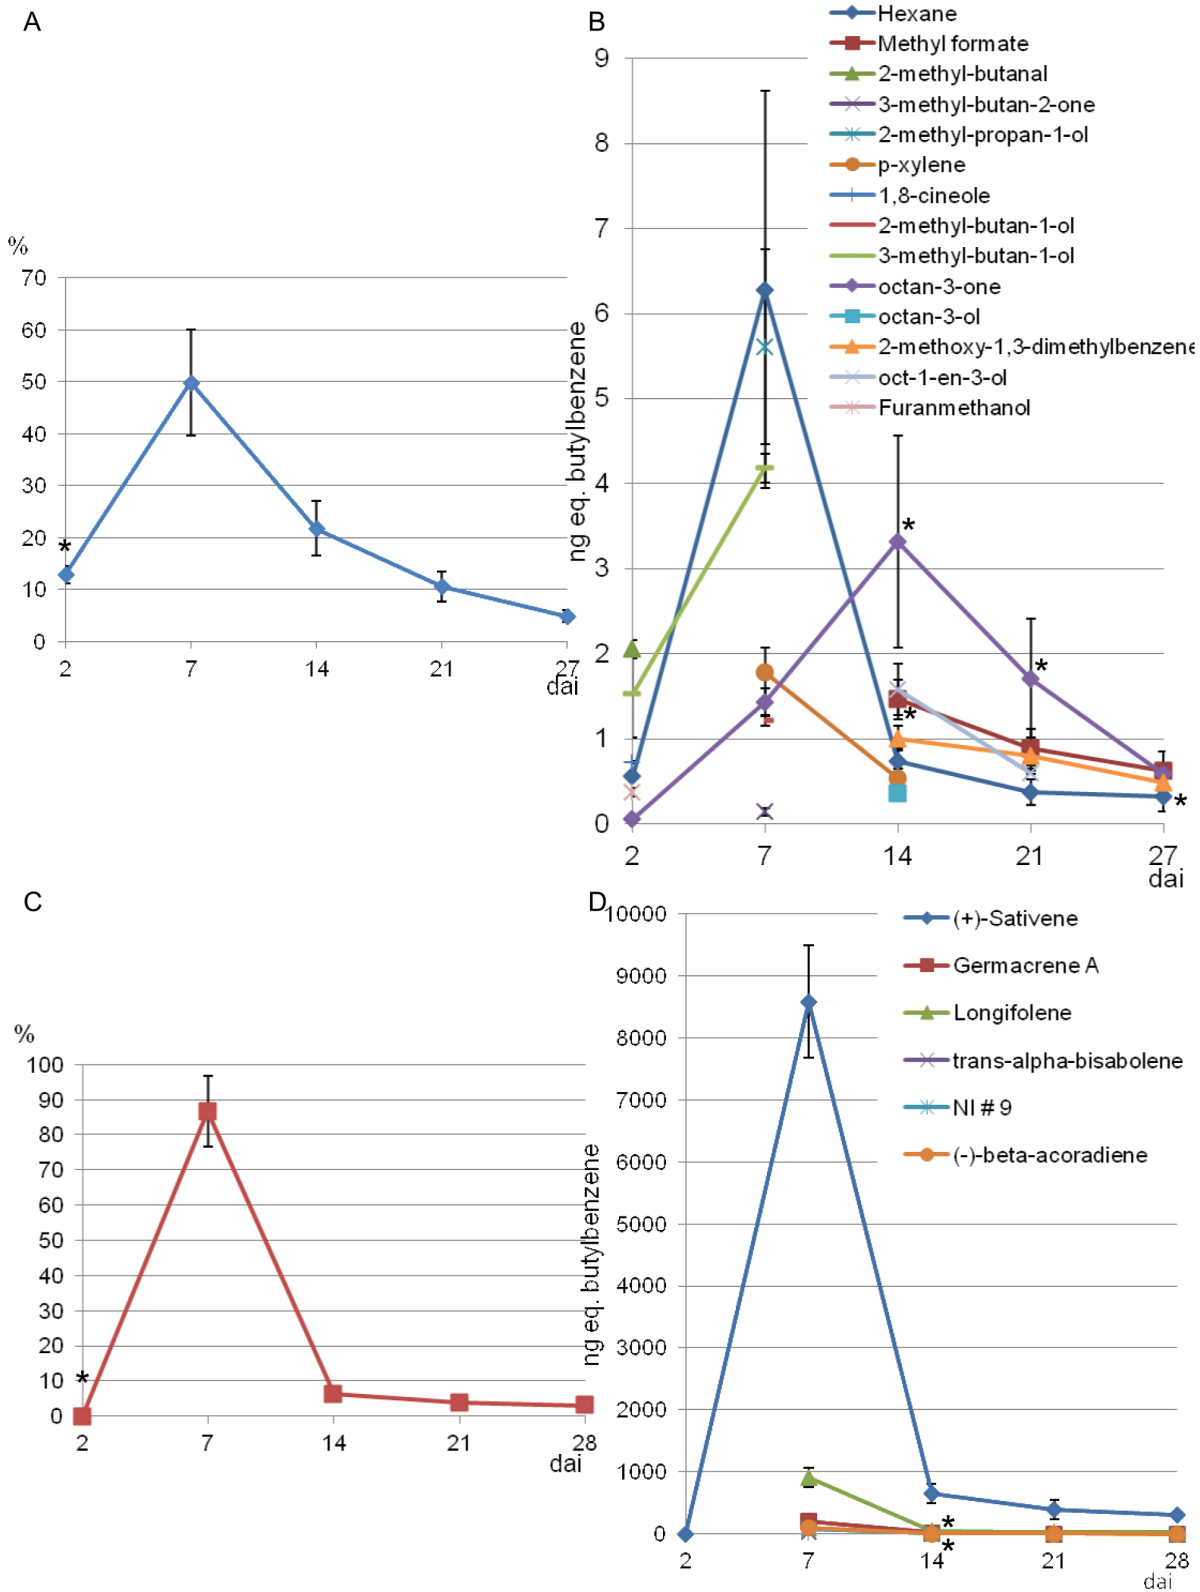 A
%
70
60
50
40
30
20
10
0
*
2
7
14
21
27
dai
B
Hexane
Methyl formate
2-methyl-butanal
3-methyl-butan-2-one
2-methyl-propan-1-ol
p-xylene
1,8-cineole
2-methyl-butan-1-ol
3-methyl-butan-1-ol
octan-3-one
octan-3-ol
2-methoxy-1,3-dimethylbenzene
oct-1-en-3-ol
Furanmethanol
ng eq. butylbenzene
9
8
7
6
5
4
3
2
1
0
*
*
*
*
2
7
14
21
27
dai
C
%
100
90
80
70
60
50
40
30
20
10
0
*
2
7
14
21
28
dai
D
(+)-Sativene
Germacrene A
Longifolene
trans-alpha-bisabolene
NI # 9
(-)-beta-acoradiene
ng eq. butylbenzene
10000
9000
8000
7000
6000
5000
4000
3000
2000
1000
0
*
*
2
7
14
21
28
dai